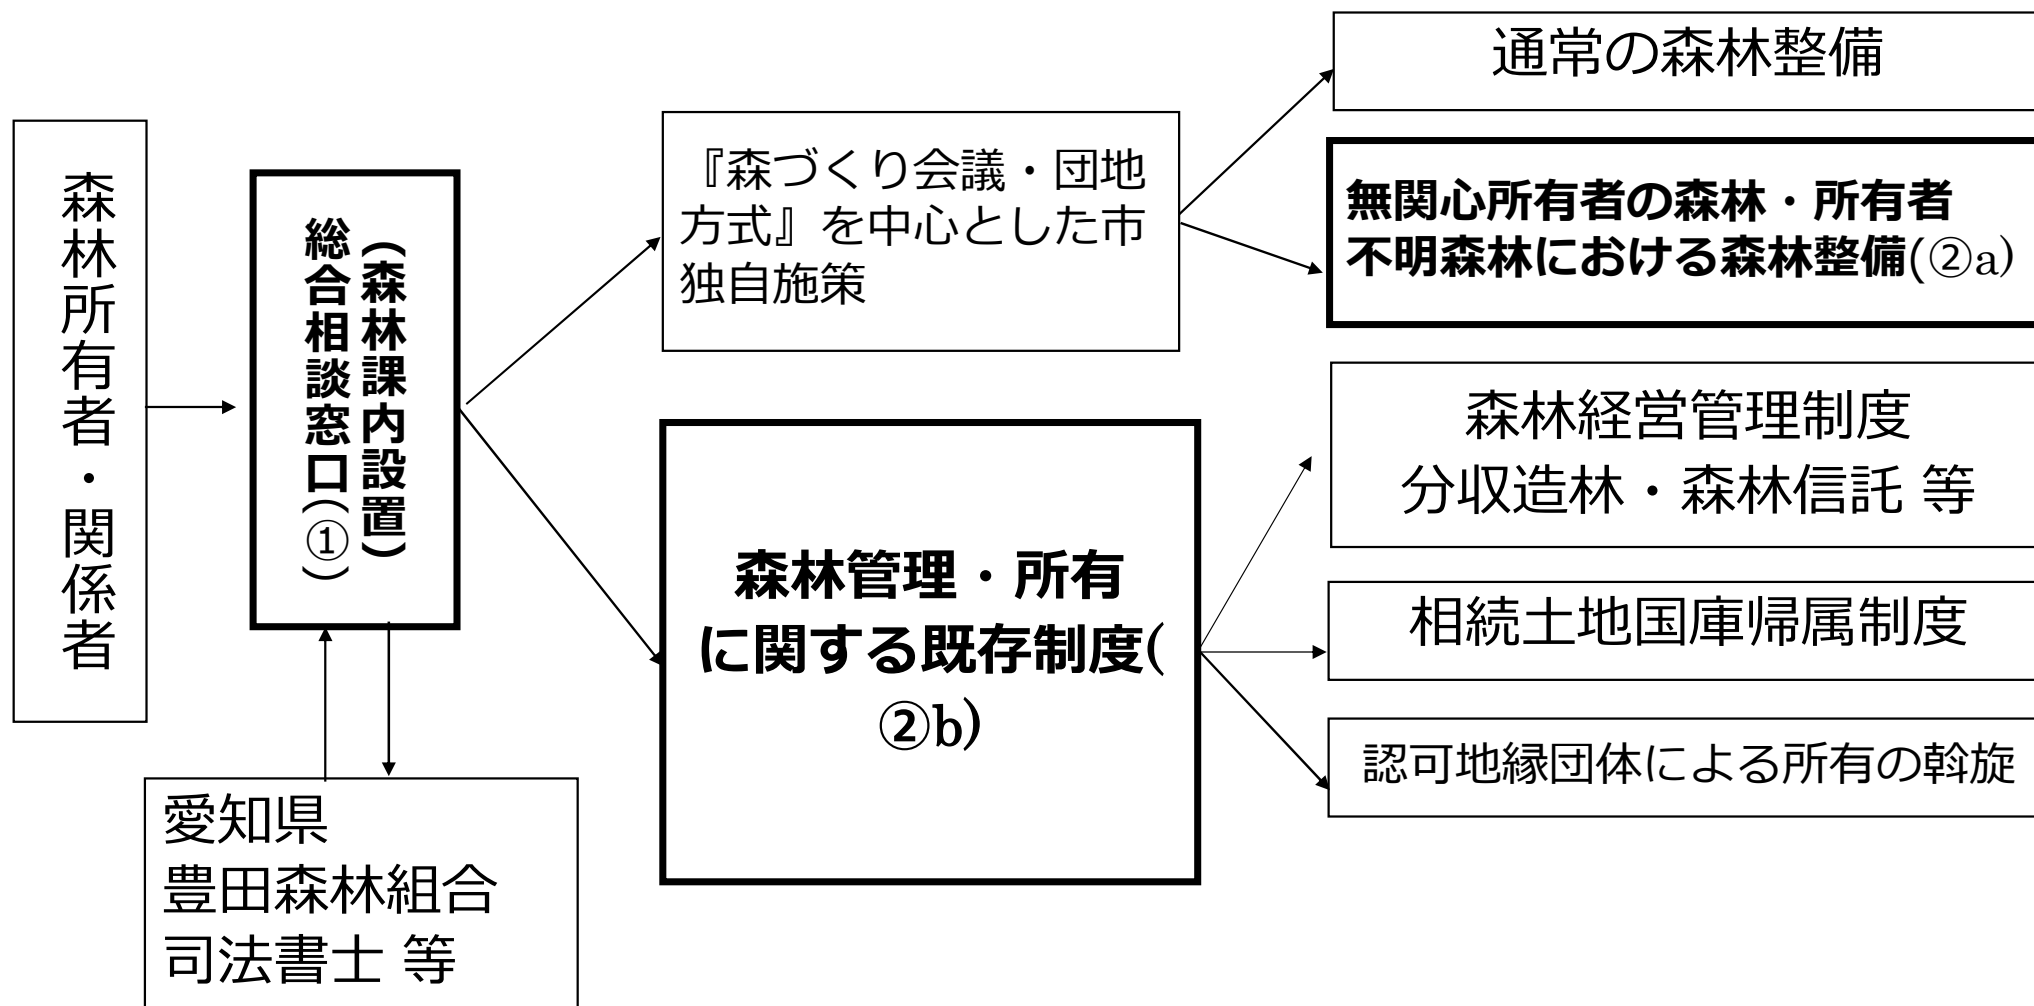 森林所有者・関係者
（森林課内設置）
総合相談窓口(①)
愛知県
豊田森林組合
司法書士 等
『森づくり会議・団地
方式』を中心とした市
独自施策
森林管理・所有
に関する既存制度(
②b)
通常の森林整備
無関心所有者の森林・所有者
不明森林における森林整備(②a)
森林経営管理制度
分収造林・森林信託 等
相続土地国庫帰属制度
認可地縁団体による所有の斡旋